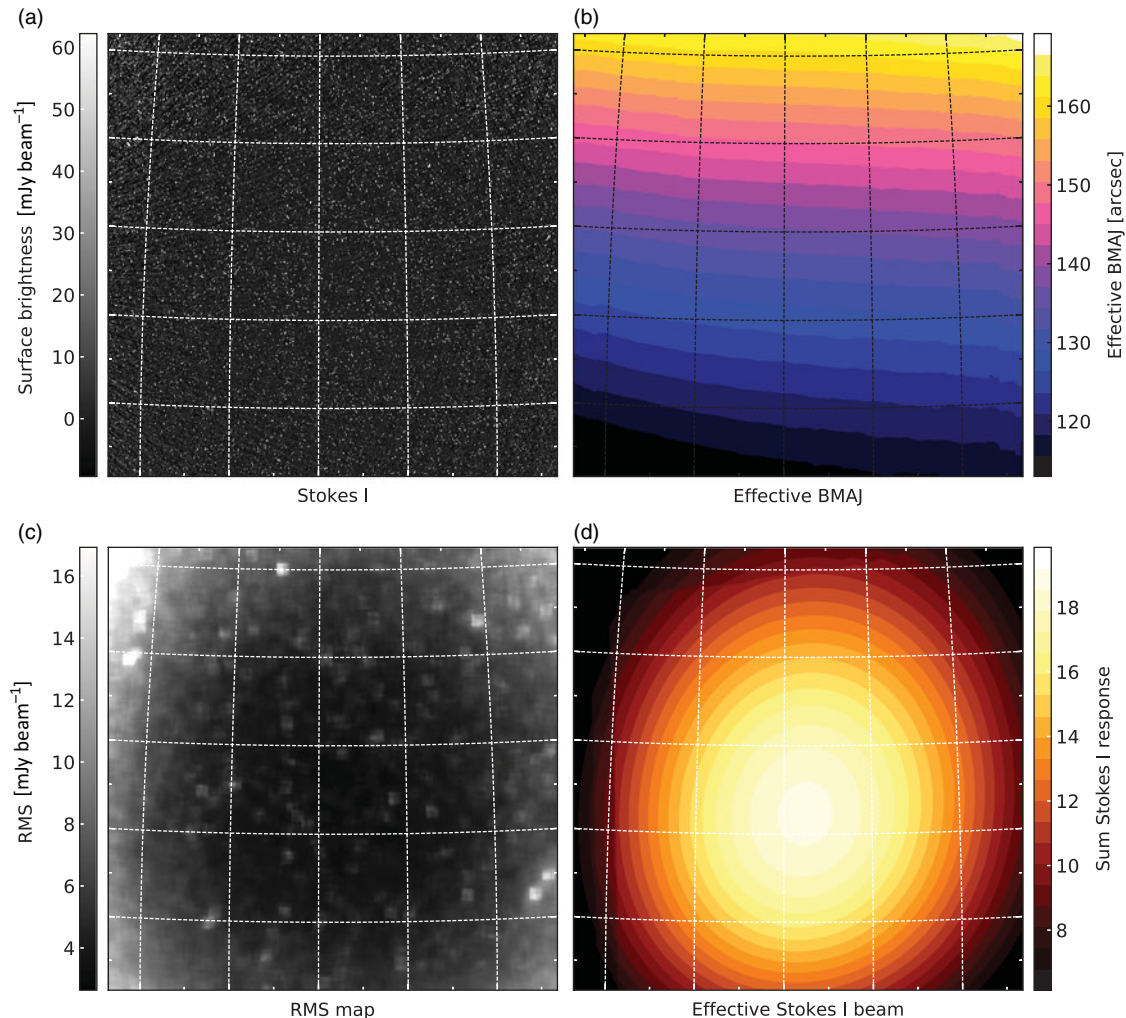 (a)
60
50
40
30
20
10
0
Surface brightness [mJy beam⁻¹]
Stokes I
(b)
160
150
140
130
120
Effective BMAJ [arcsec]
Effective BMAJ
(c)
16
14
12
10
8
6
4
RMS [mJy beam⁻¹]
RMS map
(d)
18
16
14
12
10
8
Sum Stokes I response
Effective Stokes I beam